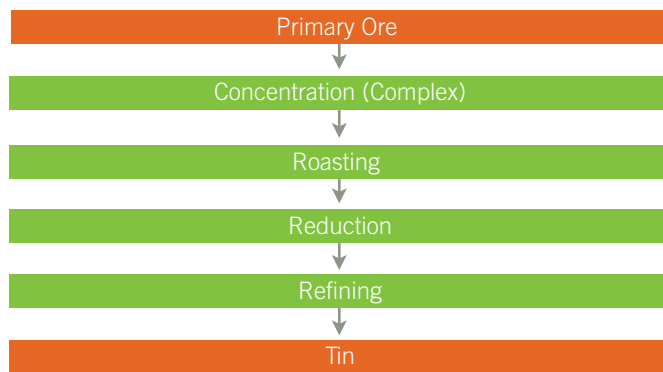 Primary Ore
Concentration (Complex)
Roasting
Reduction
Refining
Tin